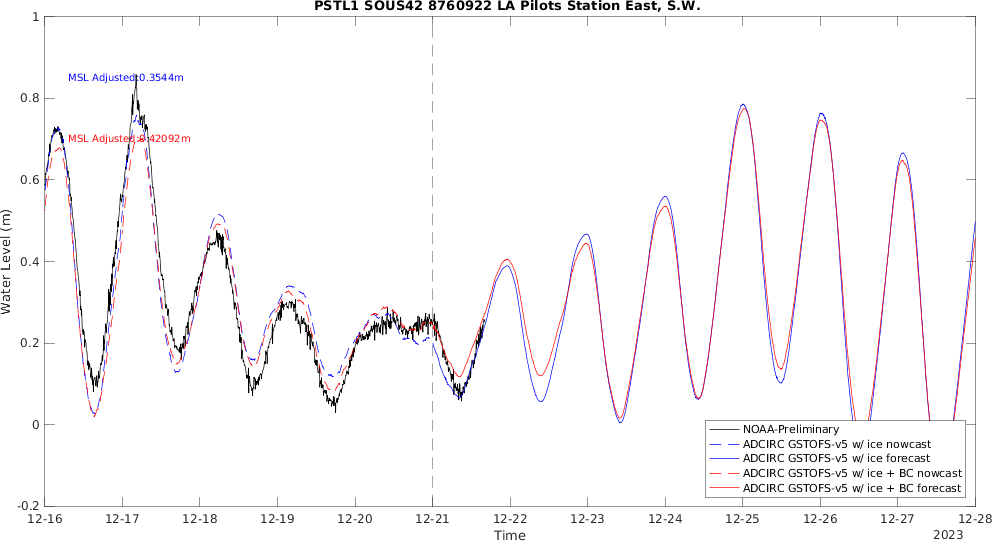 PSTL1 SOUS42 8760922 LA Pilots Station East, S.W.
1
0.8
0.6
0.4
0.2
0
-0.2
Water Level (m)
MSL Adjusted:0.3544m
MSL Adjusted:0.42092m
NOAA-Preliminary
ADCIRC GSTOFS-v5 w/ ice nowcast
ADCIRC GSTOFS-v5 w/ ice forecast
ADCIRC GSTOFS-v5 w/ ice + BC nowcast
ADCIRC GSTOFS-v5 w/ ice + BC forecast
12-16 12-17 12-18 12-19 12-20 12-21 12-22 12-23 12-24 12-25 12-26 12-27 12-28
Time
2023